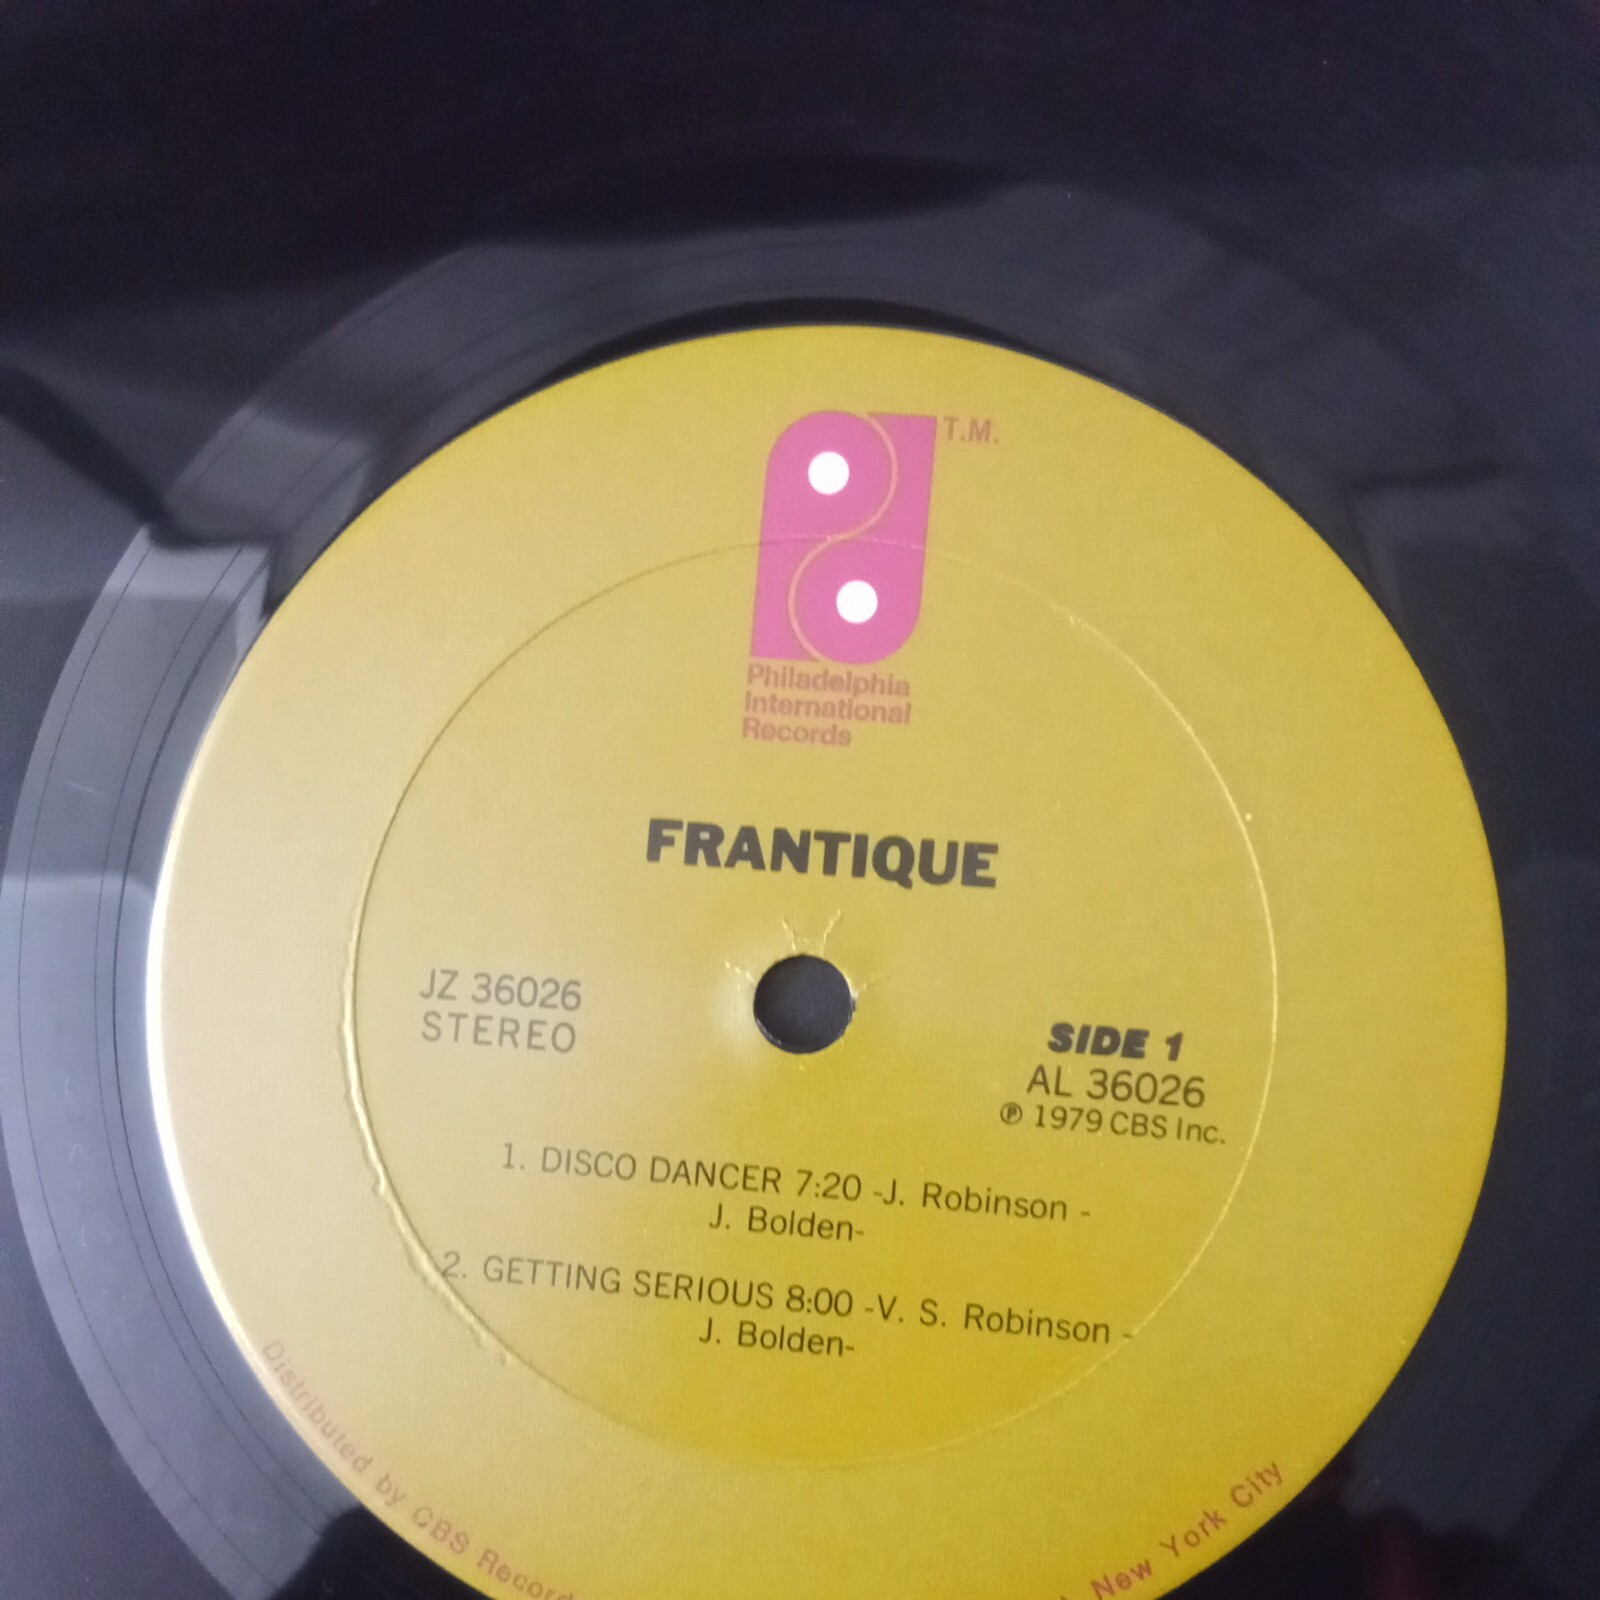 T.M.
Philadelphia
International
Records
FRANTIQUE
JZ 36026
STEREO
SIDE 1
AL 36026
℗ 1979 CBS Inc.
1. DISCO DANCER 7:20 -J. Robinson -
J. Bolden-
2. GETTING SERIOUS 8:00 -V. S. Robinson -
J. Bolden-
Distributed by CBS Record
New York City